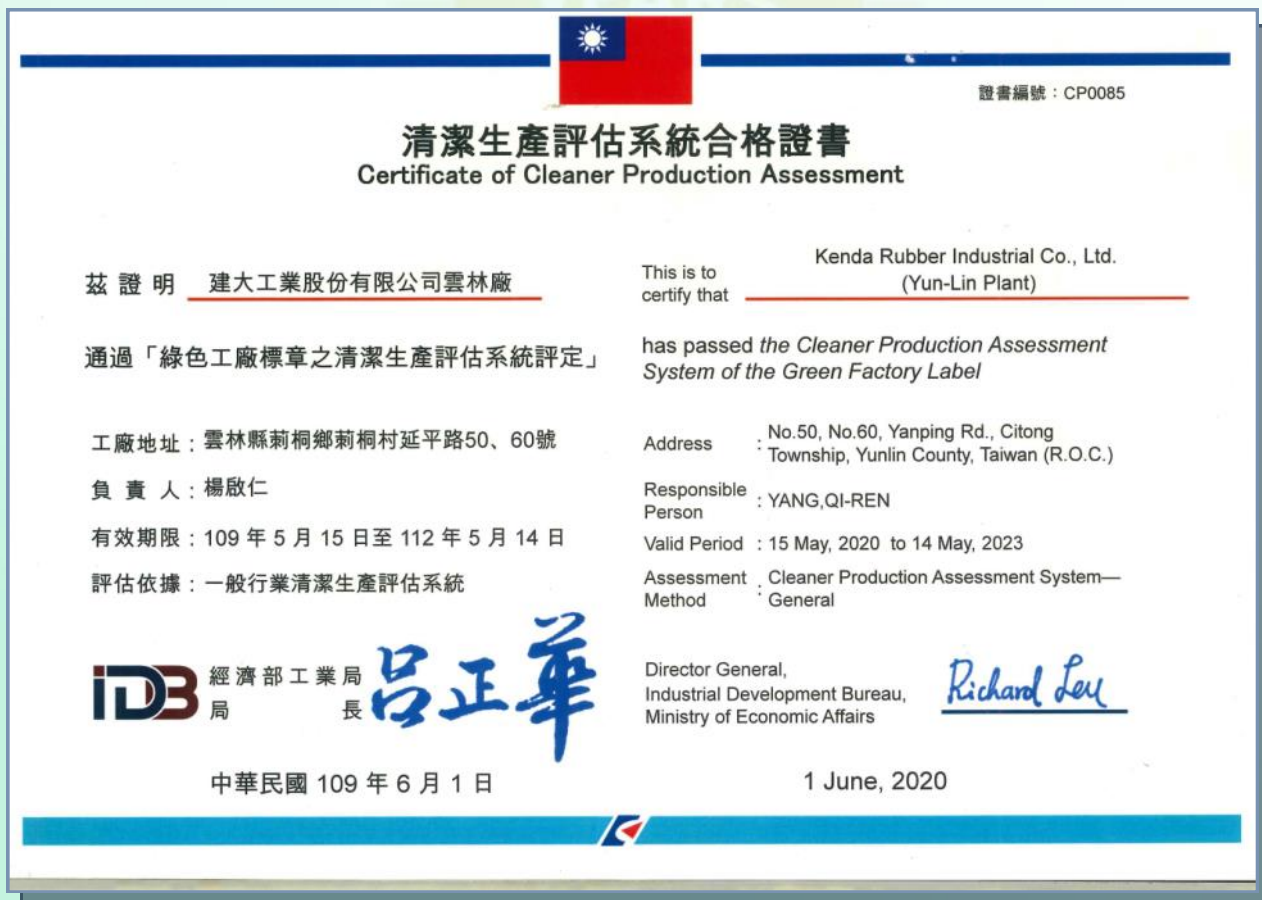 證書編號：CP0085
清潔生產評估系統合格證書
Certificate of Cleaner Production Assessment
茲證明 建大工業股份有限公司雲林廠
通過「綠色工廠標章之清潔生產評估系統評定」
工廠地址：雲林縣莿桐鄉莿桐村延平路50、60號
負責人：楊啟仁
有效期限：109 年 5 月 15 日至 112 年 5 月 14 日
評估依據：一般行業清潔生產評估系統
IDB 經濟部工業局
局長 呂正華
中華民國 109 年 6 月 1 日
This is to
certify that
Kenda Rubber Industrial Co., Ltd.
(Yun-Lin Plant)
has passed the Cleaner Production Assessment
System of the Green Factory Label
Address : No.50, No.60, Yanping Rd., Citong
Township, Yunlin County, Taiwan (R.O.C.)
Responsible
Person : YANG,QI-REN
Valid Period : 15 May, 2020 to 14 May, 2023
Assessment
Method : Cleaner Production Assessment System—
General
Director General,
Industrial Development Bureau,
Ministry of Economic Affairs
Richard Leu
1 June, 2020